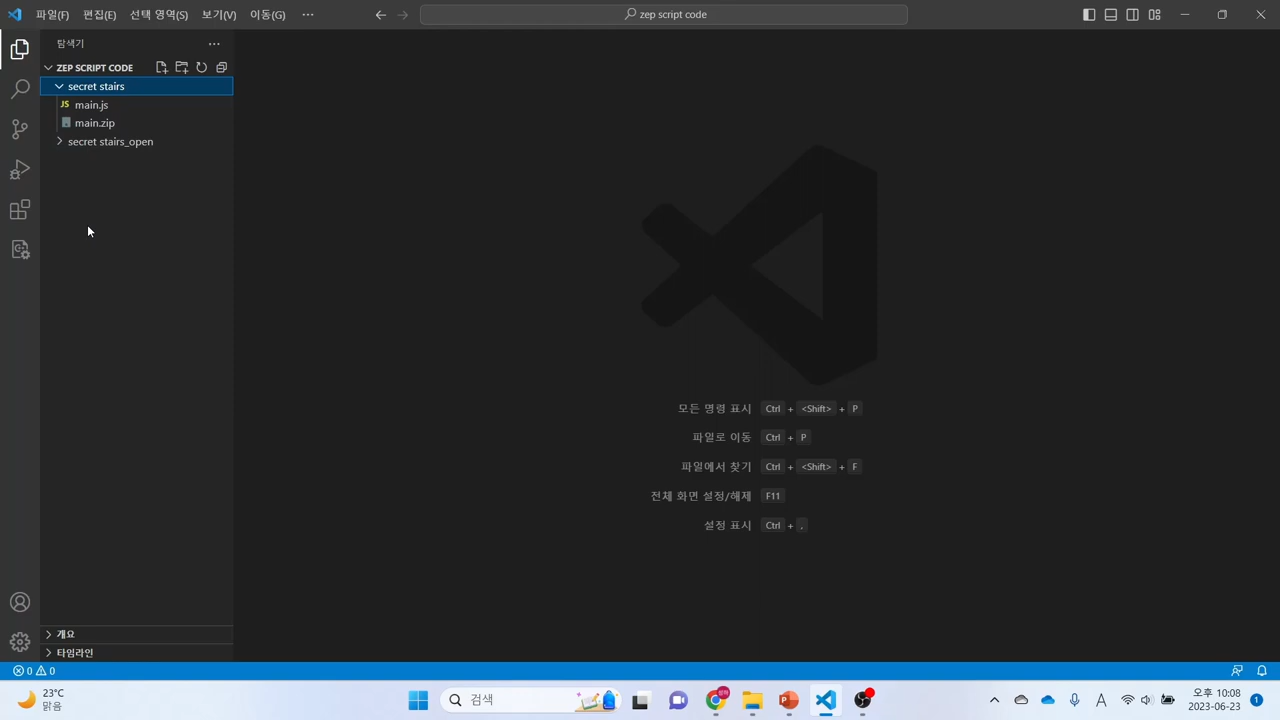 파일(F) 편집(E) 선택 영역(S) 보기(V) 이동(G) ··· zep script code
탐색기 ···
ZEP SCRIPT CODE
secret stairs
JS main.js
main.zip
secret stairs_open
모든 명령 표시 Ctrl + <Shift> + P
파일로 이동 Ctrl + P
파일에서 찾기 Ctrl + <Shift> + F
전체 화면 설정/해제 F11
설정 표시 Ctrl + ,
개요
타임라인
0 0
23°C
맑음
검색
A
오후 10:08
2023-06-23
1